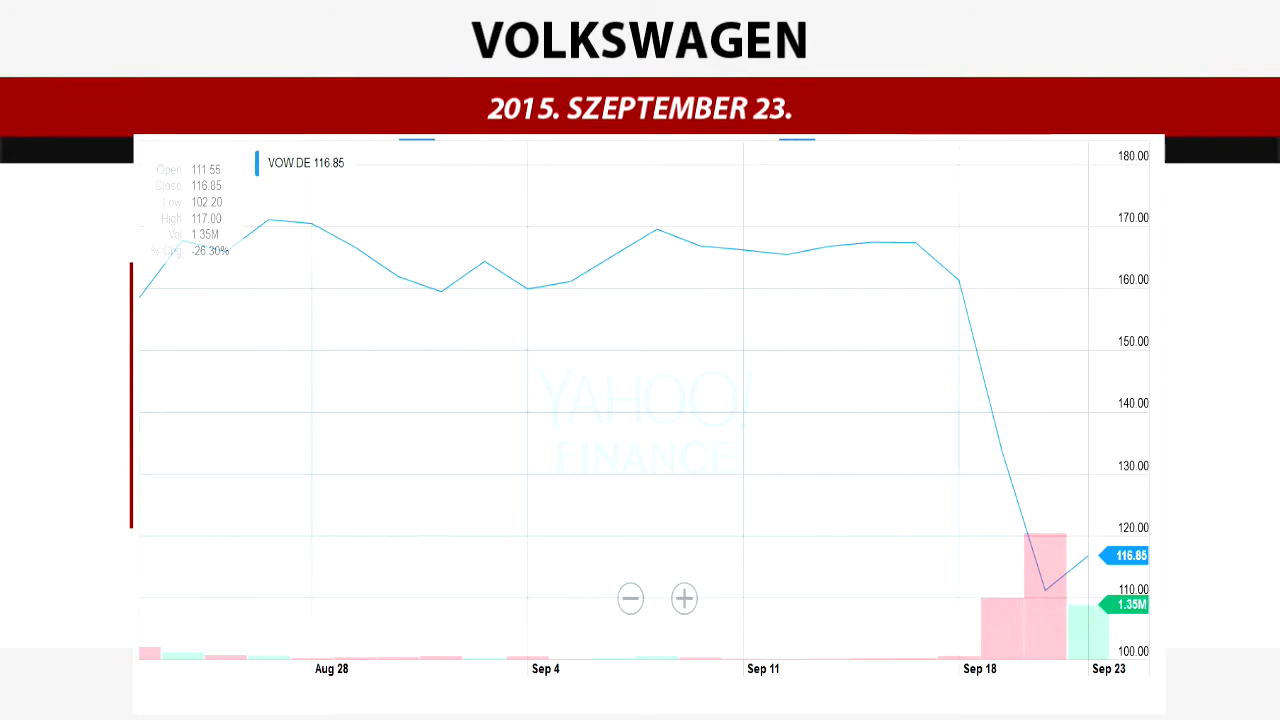 VOLKSWAGEN
2015. SZEPTEMBER 23.
Open 111.55
Close 116.85
Low 102.20
High 117.00
Vol 1.35M
% Chg -26.30%
VOW.DE 116.85
180.00
170.00
160.00
150.00
140.00
130.00
120.00
116.85
110.00
1.35M
100.00
YAHOO!
FINANCE
Aug 28 Sep 4 Sep 11 Sep 18 Sep 23